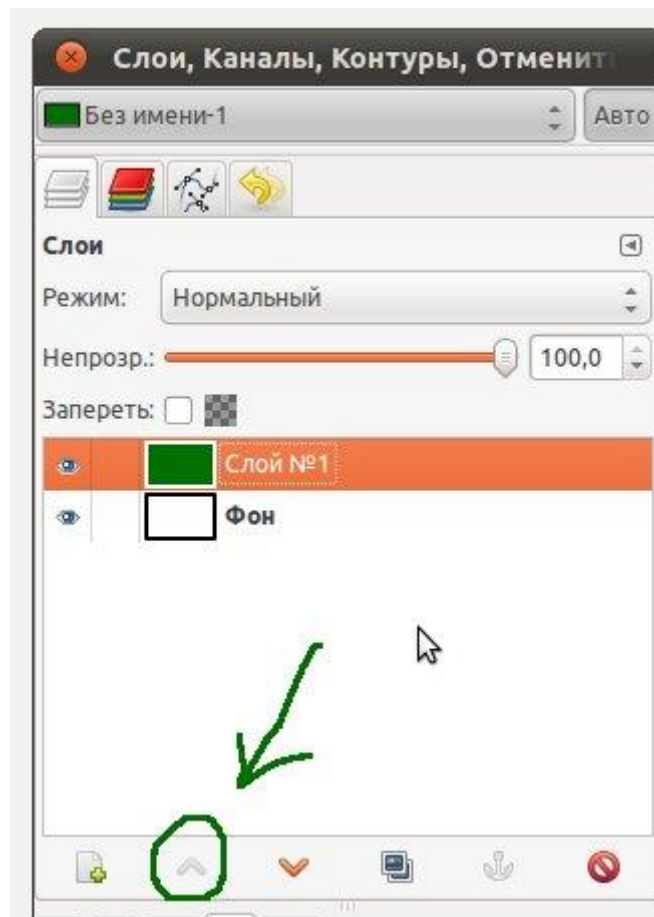 Слои, Каналы, Контуры, Отменит
Без имени-1 Авто
Слои
Режим: Нормальный
Непрозр.: 100,0
Запереть:
Слой №1
Фон